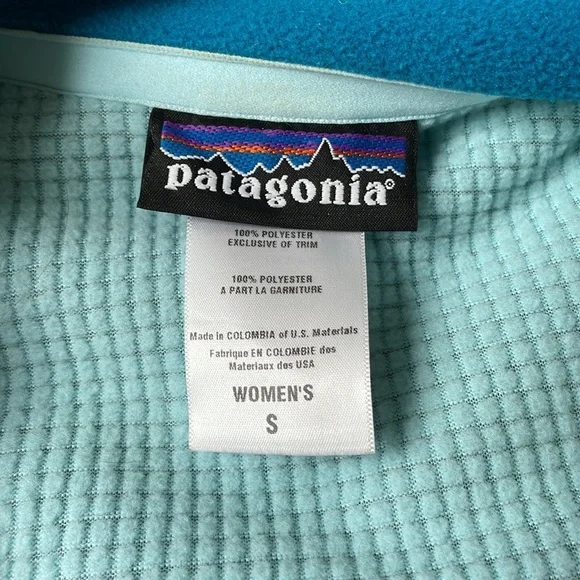 patagonia®
100% POLYESTER
EXCLUSIVE OF TRIM
100% POLYESTER
A PART LA GARNITURE
Made in COLOMBIA of U.S. Materials
Fabrique EN COLOMBIE des
Materiaux des USA
WOMEN'S
S